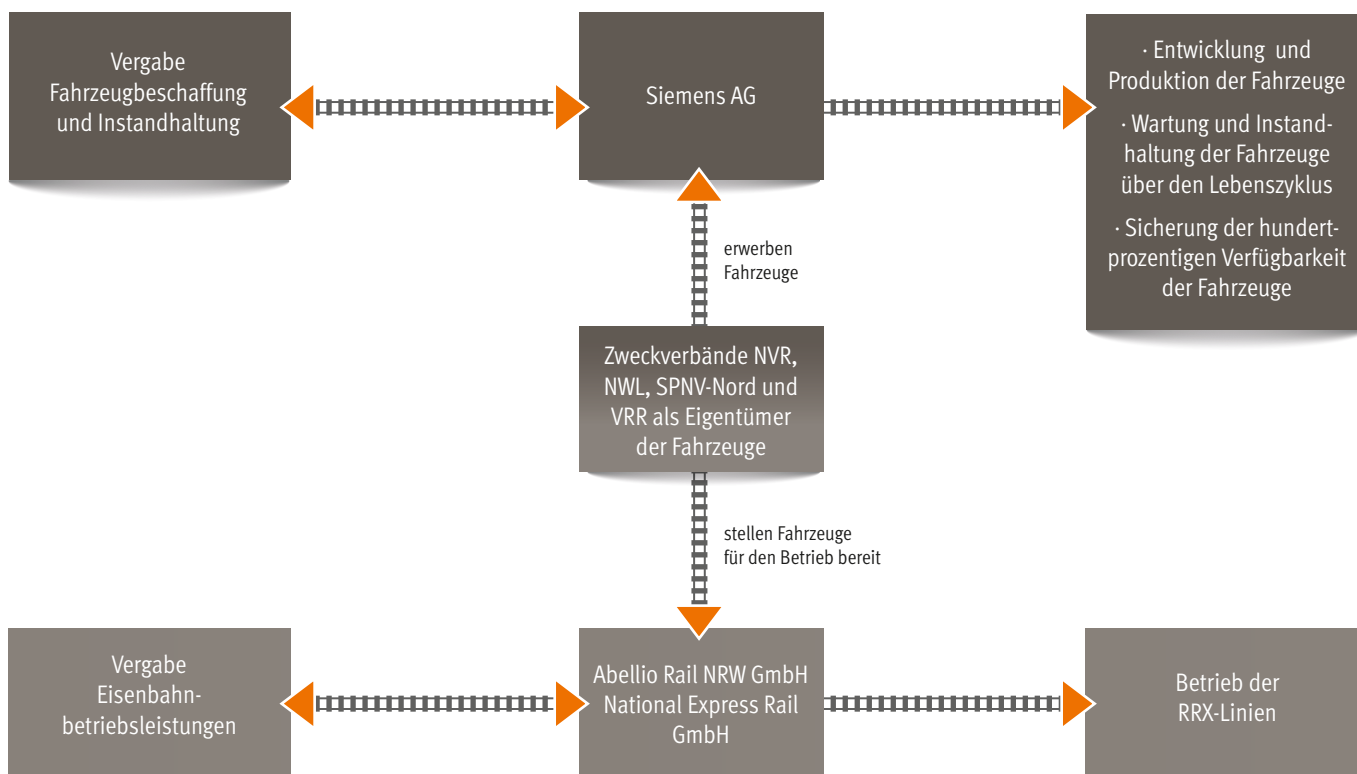 Vergabe
Fahrzeugbeschaffung
und Instandhaltung
Siemens AG
· Entwicklung und
Produktion der Fahrzeuge
· Wartung und Instand-
haltung der Fahrzeuge
über den Lebenszyklus
· Sicherung der hundert-
prozentigen Verfügbarkeit
der Fahrzeuge
erwerben
Fahrzeuge
Zweckverbände NVR,
NWL, SPNV-Nord und
VRR als Eigentümer
der Fahrzeuge
stellen Fahrzeuge
für den Betrieb bereit
Vergabe
Eisenbahn-
betriebsleistungen
Abellio Rail NRW GmbH
National Express Rail
GmbH
Betrieb der
RRX-Linien